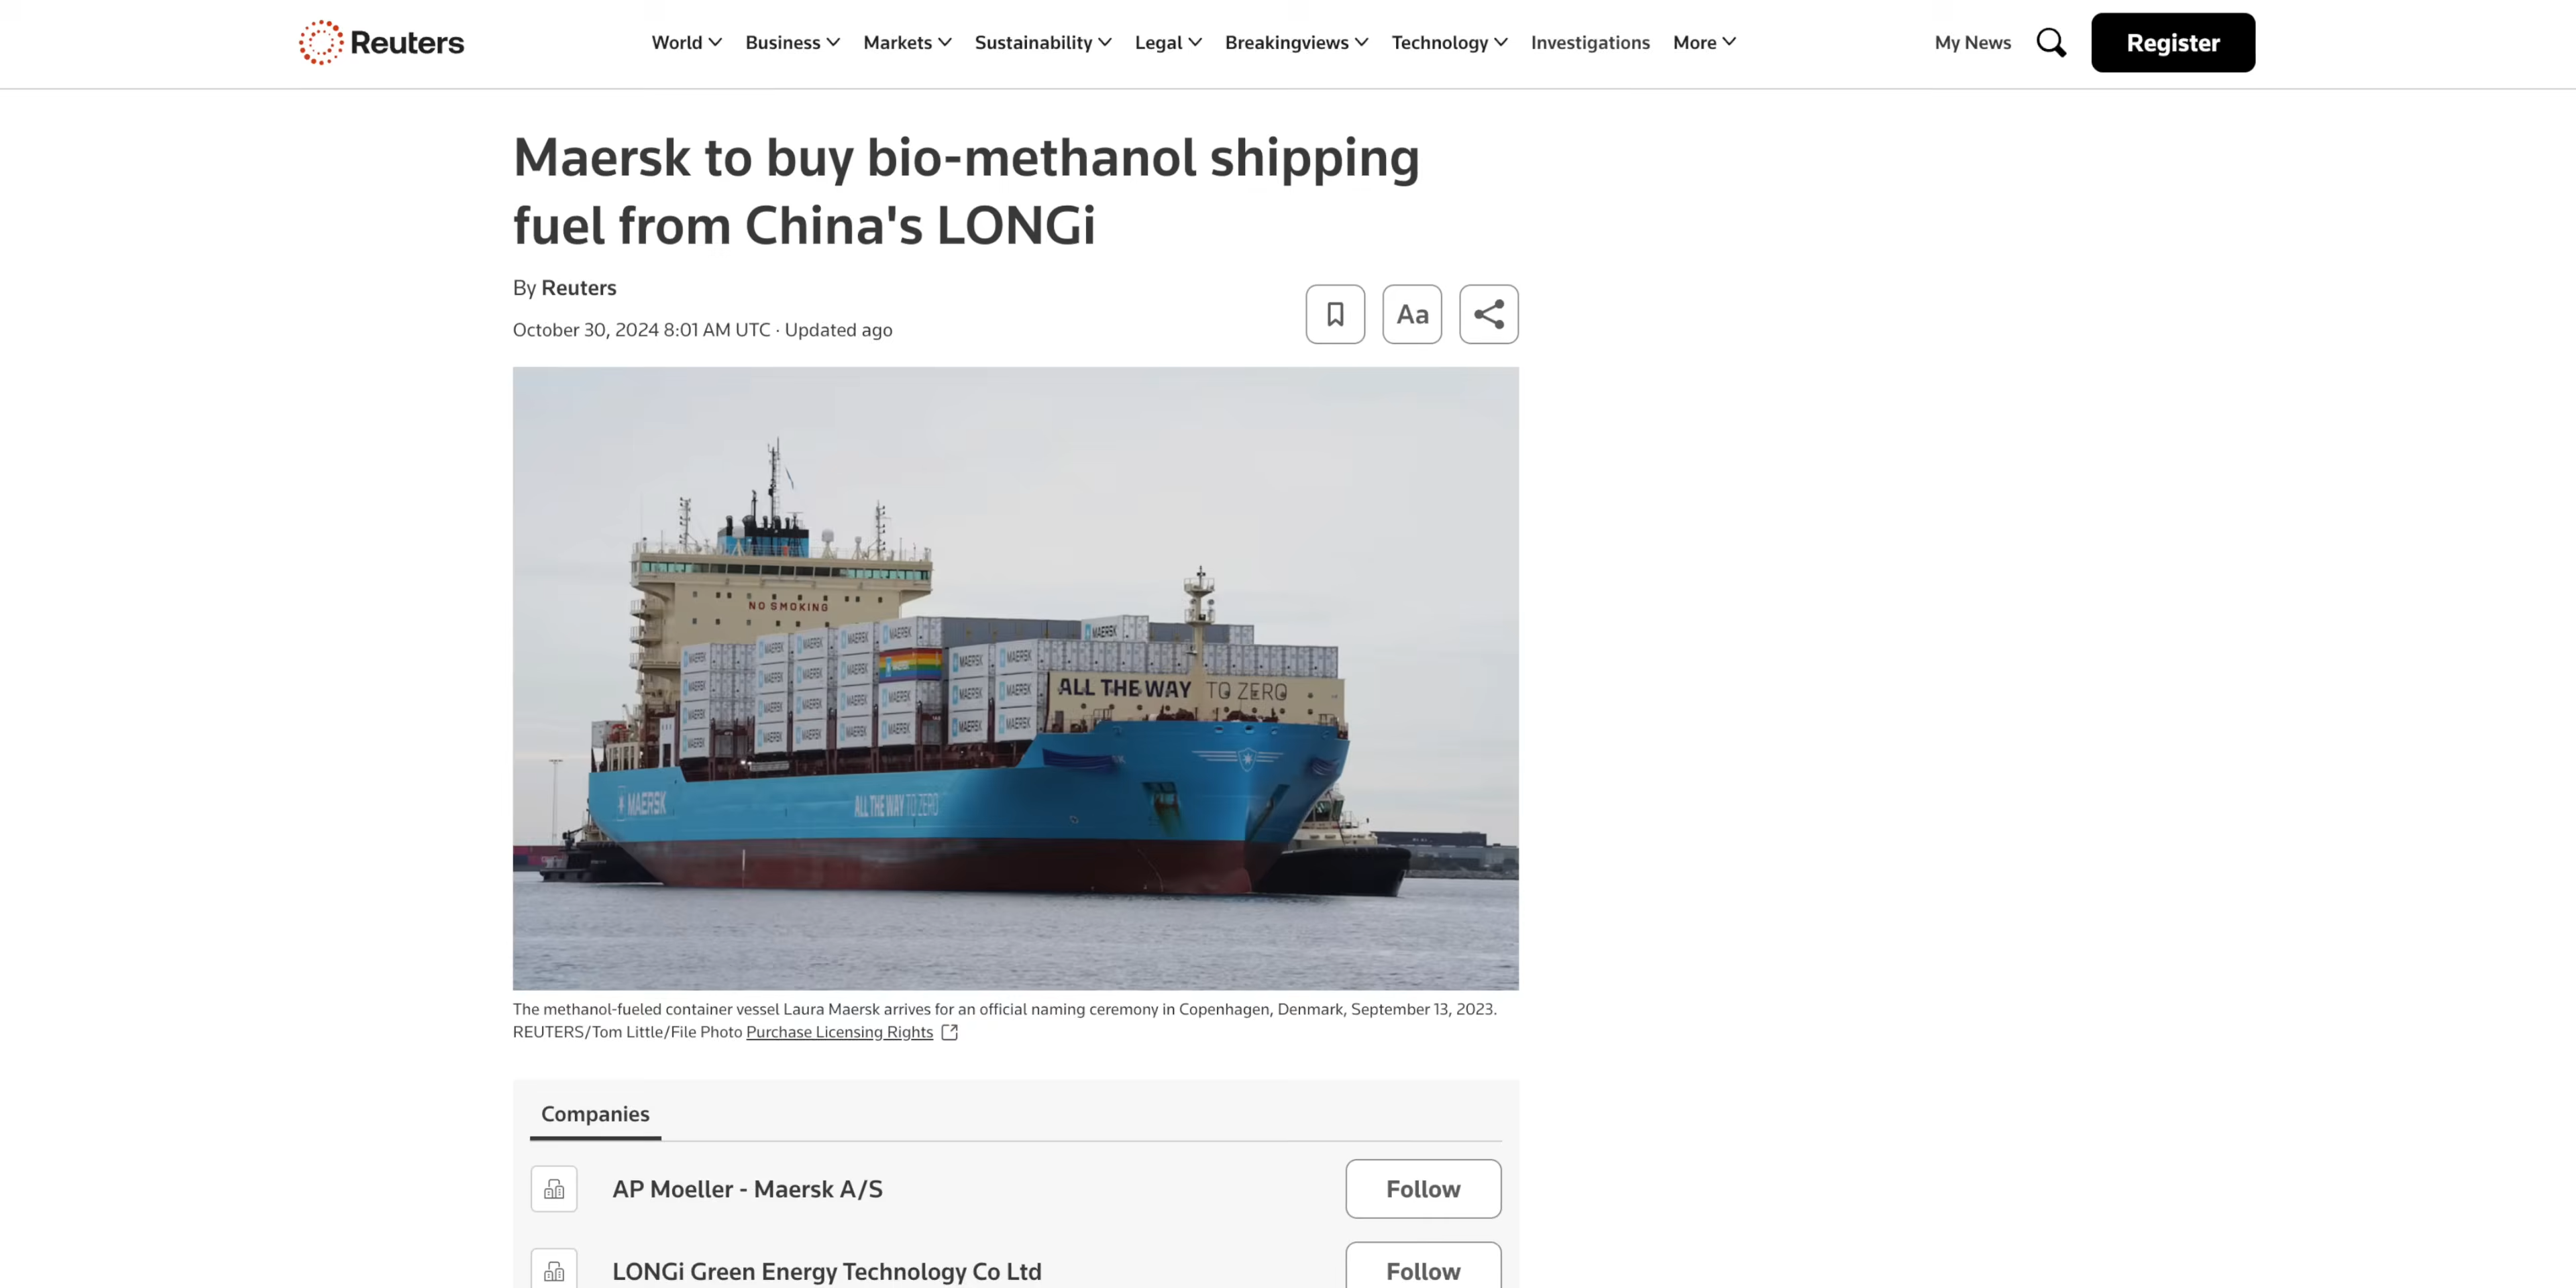 Reuters
World Business Markets Sustainability Legal Breakingviews Technology Investigations More
My News
Register
Maersk to buy bio-methanol shipping
fuel from China's LONGi
By Reuters
October 30, 2024 8:01 AM UTC · Updated ago
Aa
NO SMOKING
MAERSK
ALL THE WAY TO ZERO
MAERSK
ALL THE WAY TO ZERO
The methanol-fueled container vessel Laura Maersk arrives for an official naming ceremony in Copenhagen, Denmark, September 13, 2023.
REUTERS/Tom Little/File Photo Purchase Licensing Rights
Companies
AP Moeller - Maersk A/S
Follow
LONGi Green Energy Technology Co Ltd
Follow